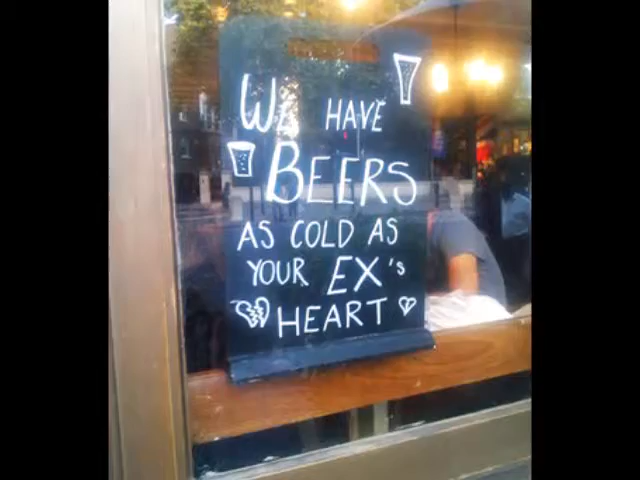 WE HAVE
BEERS
AS COLD AS
YOUR EX's
HEART